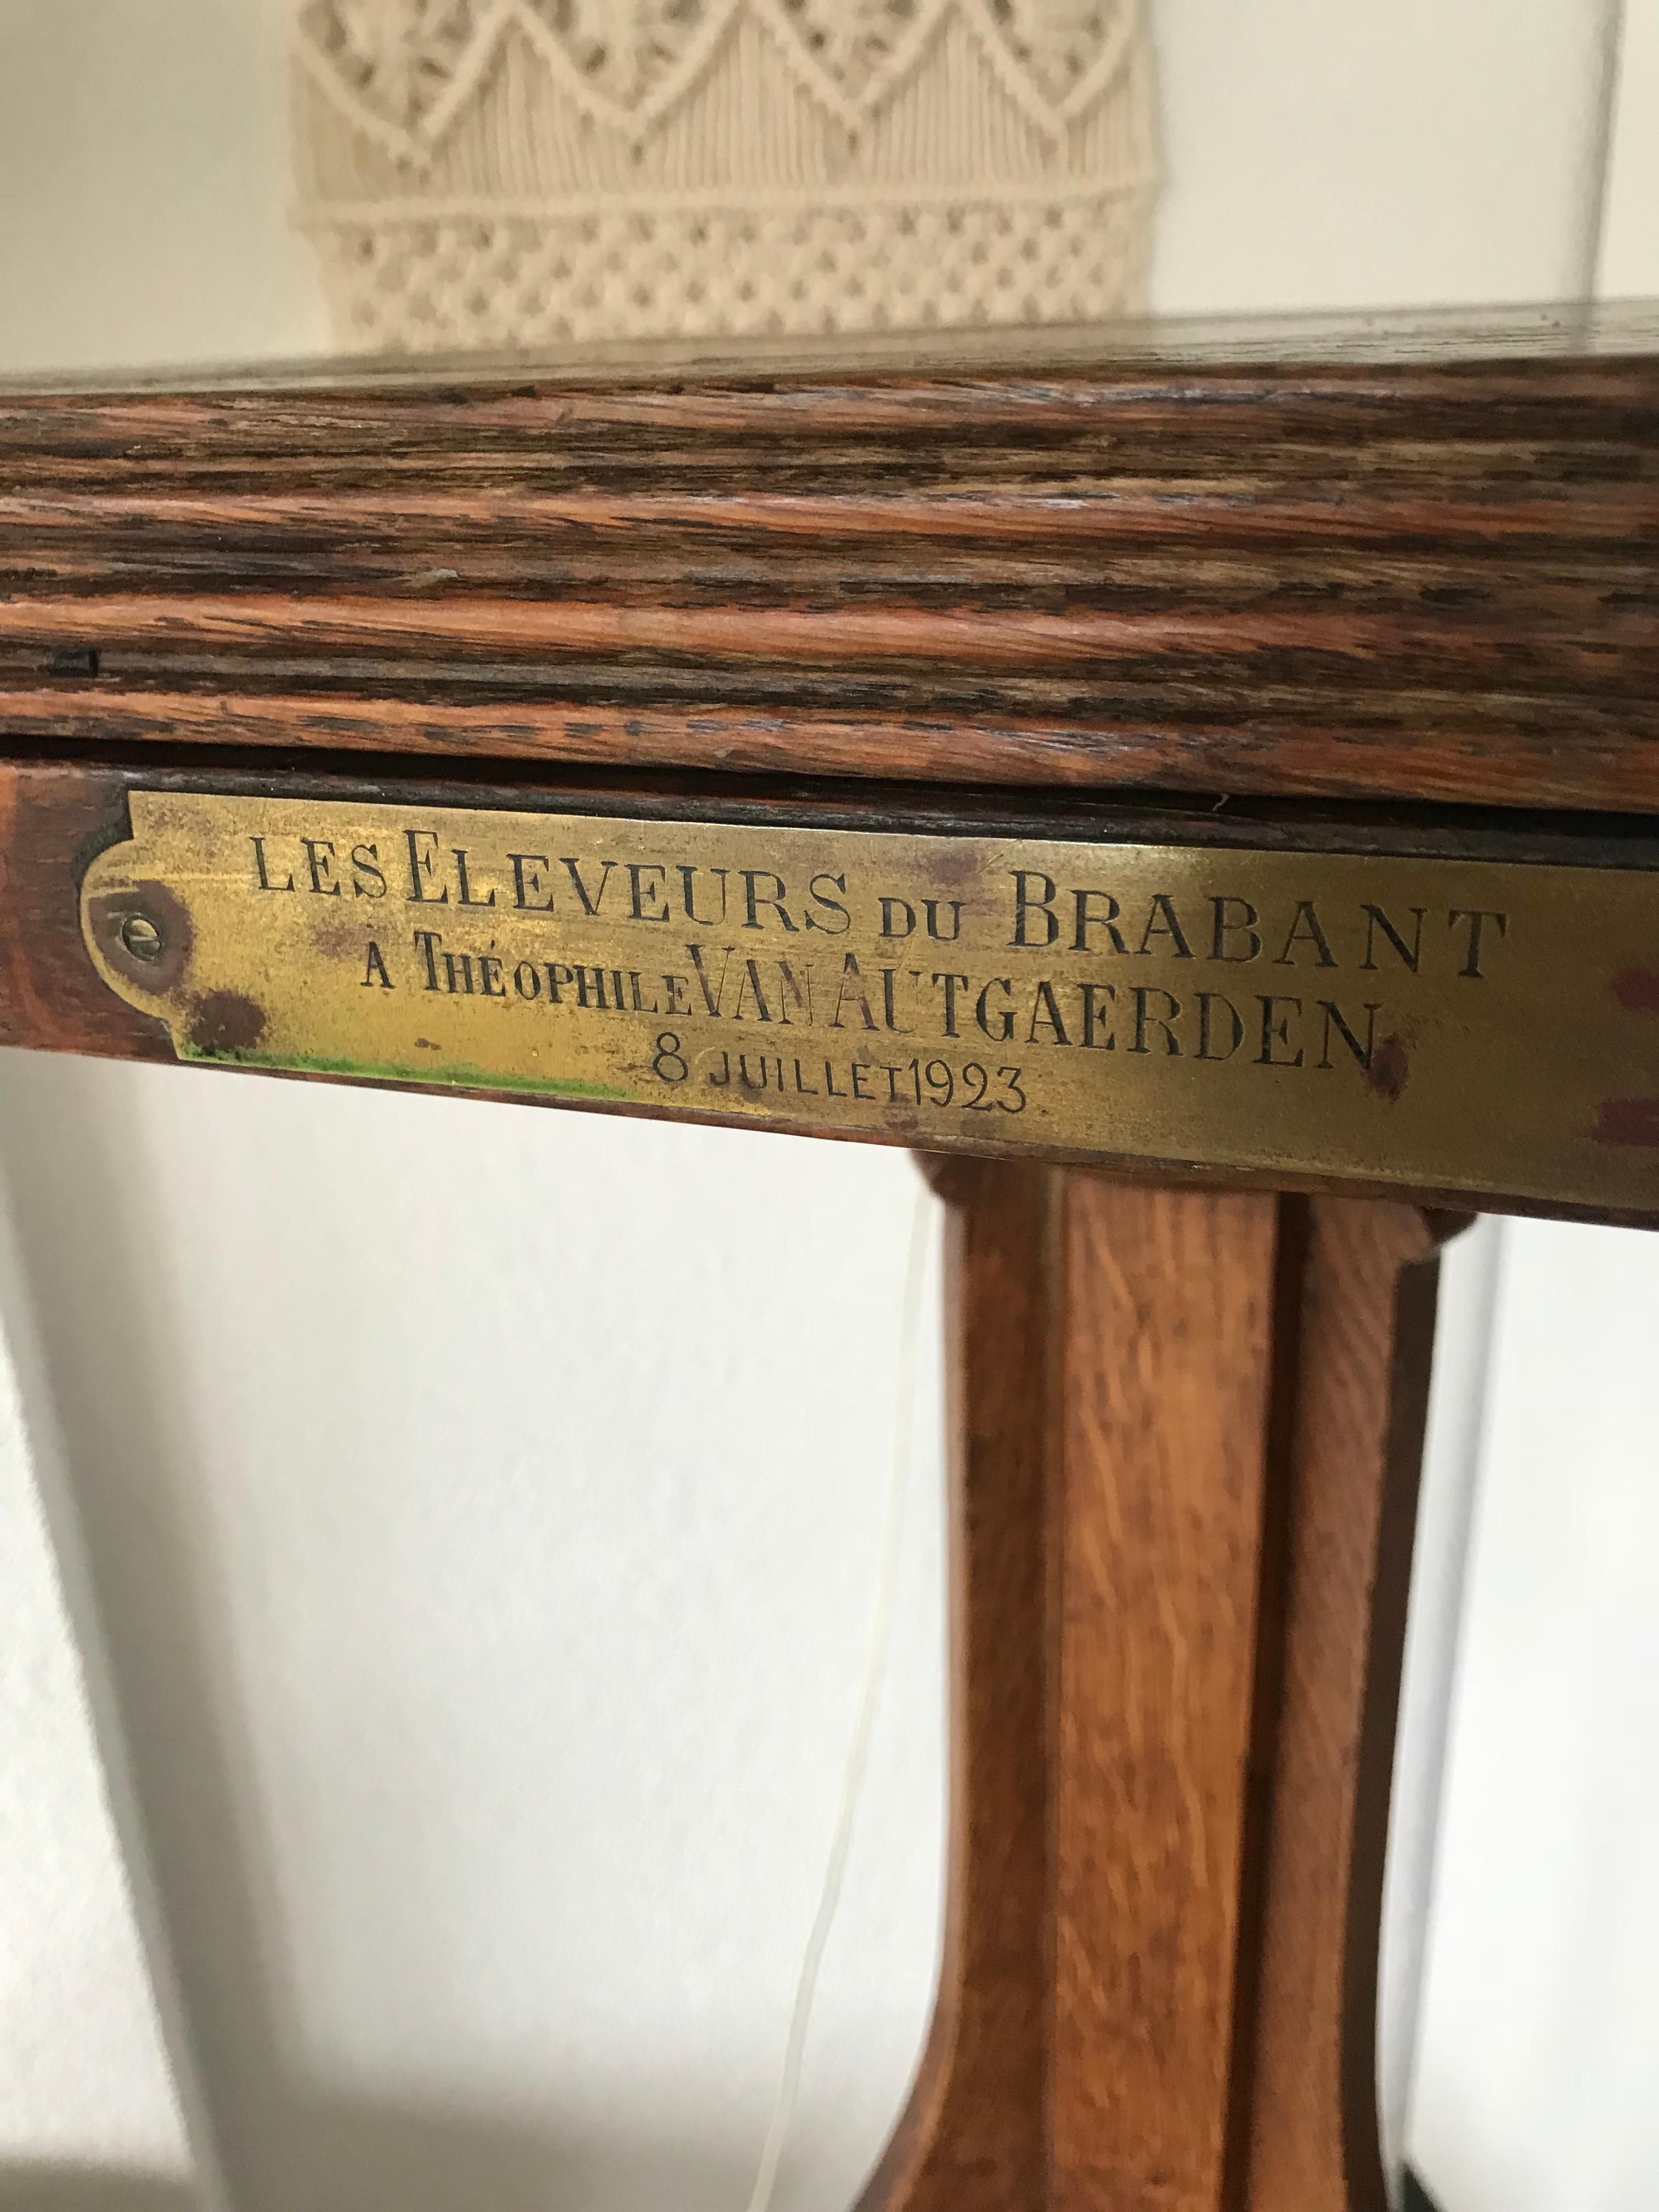 LES ELEVEURS DU BRABANT
A THÉOPHILE VAN AUTGAERDEN
8 JUILLET 1923